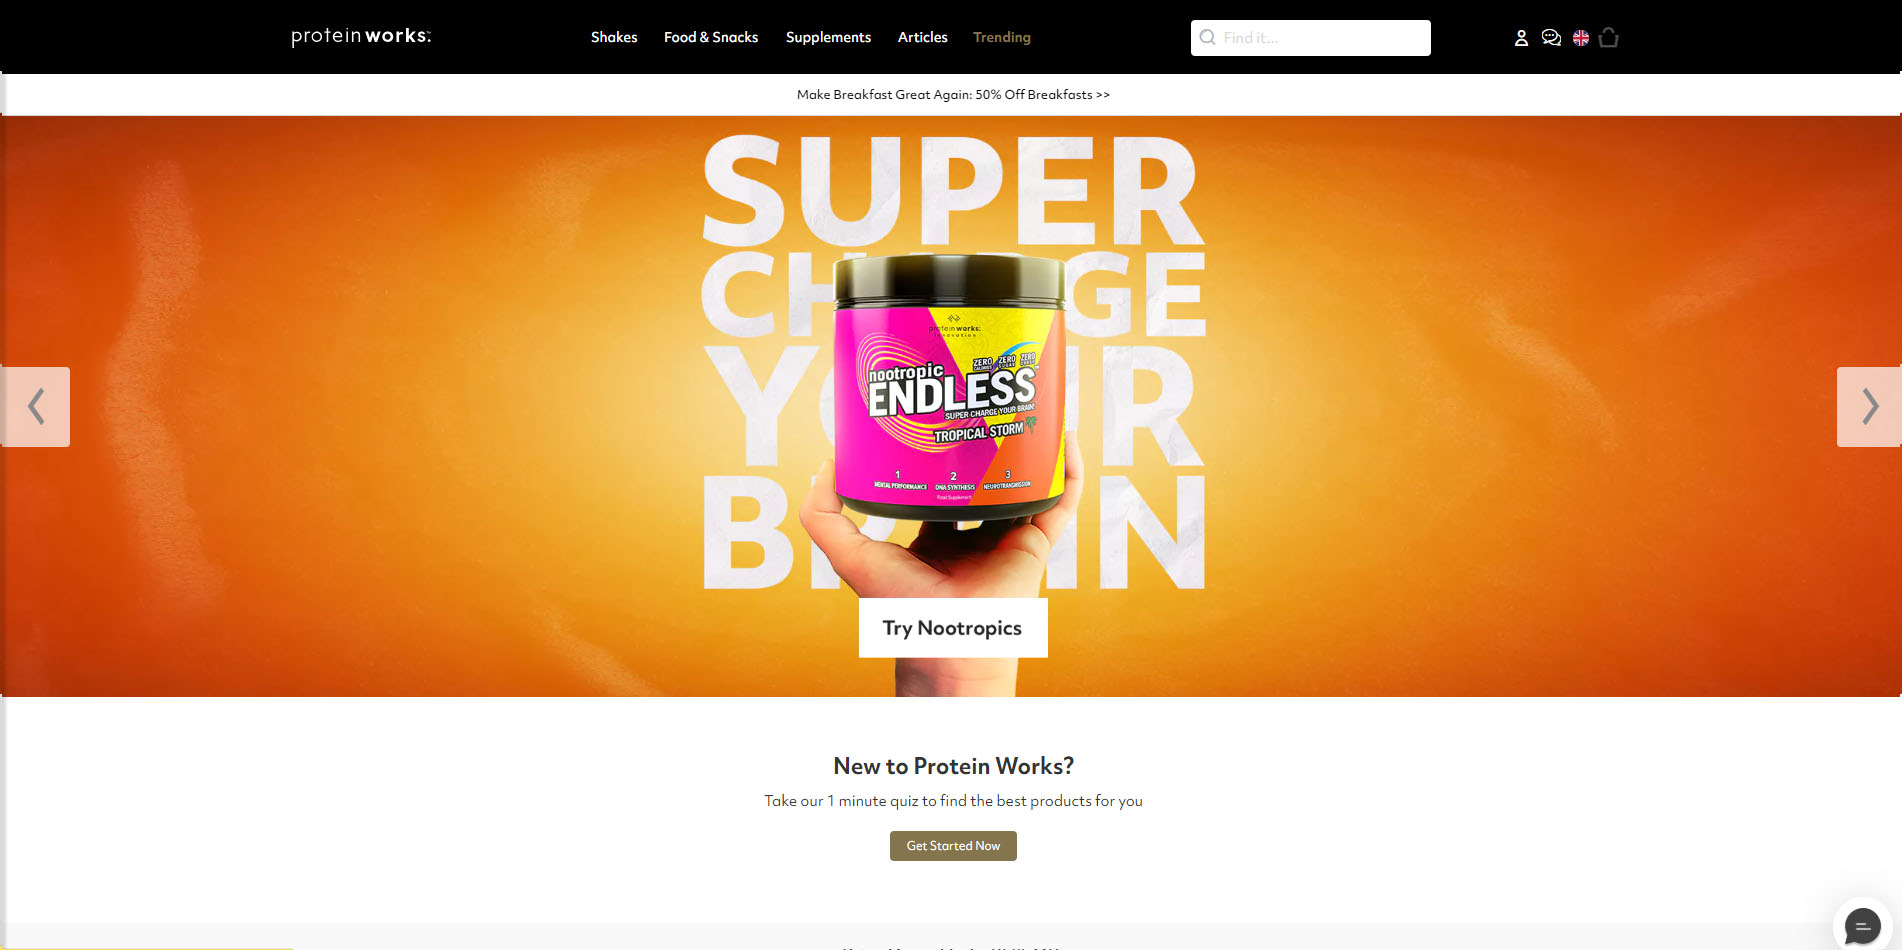 protein works:
Shakes
Food & Snacks
Supplements
Articles
Trending
Find it...
Make Breakfast Great Again: 50% Off Breakfasts >>
SUPER
CH GE
Y R
B IN
protein works:
innovation
ZERO ZERO ZERO
CALORIES SUGAR
nootropic
ENDLESS
SUPER CHARGE YOUR BRAIN!
TROPICAL STORM
1 2 3
MENTAL PERFORMANCE DNA SYNTHESIS NEUROTRANSMISSION
Food Supplement
Try Nootropics
New to Protein Works?
Take our 1 minute quiz to find the best products for you
Get Started Now